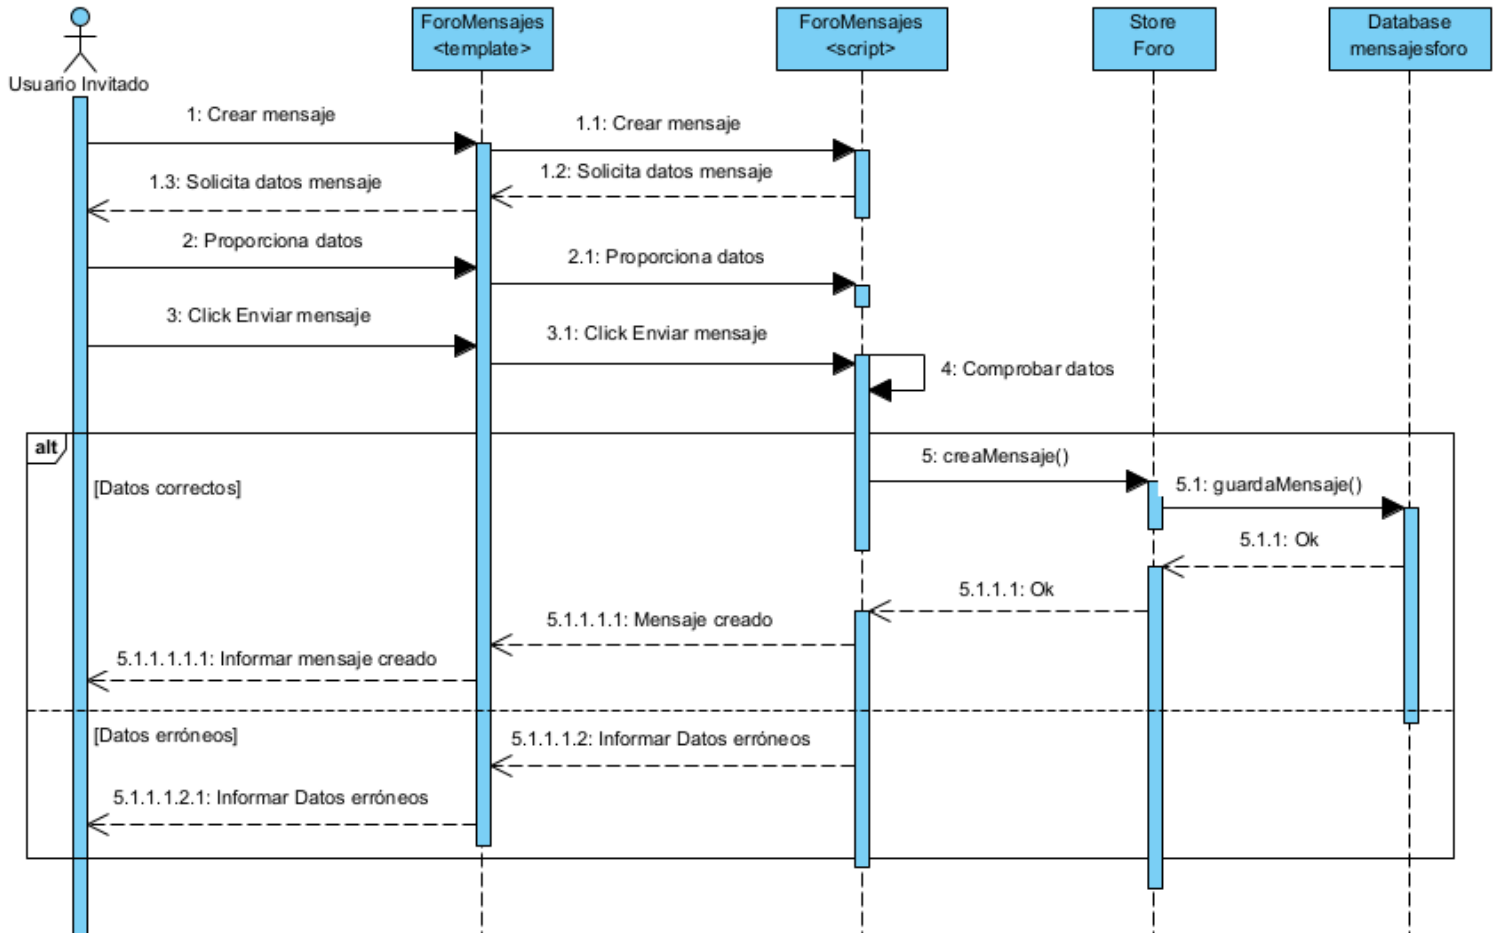 Usuario Invitado
ForoMensajes
<template>
ForoMensajes
<script>
Store
Foro
Database
mensajesforo
1: Crear mensaje
1.1: Crear mensaje
1.2: Solicita datos mensaje
1.3: Solicita datos mensaje
2: Proporciona datos
2.1: Proporciona datos
3: Click Enviar mensaje
3.1: Click Enviar mensaje
4: Comprobar datos
alt
[Datos correctos]
5: creaMensaje()
5.1: guardaMensaje()
5.1.1: Ok
5.1.1.1: Ok
5.1.1.1.1: Mensaje creado
5.1.1.1.1.1: Informar mensaje creado
[Datos erróneos]
5.1.1.1.2: Informar Datos erróneos
5.1.1.1.2.1: Informar Datos erróneos